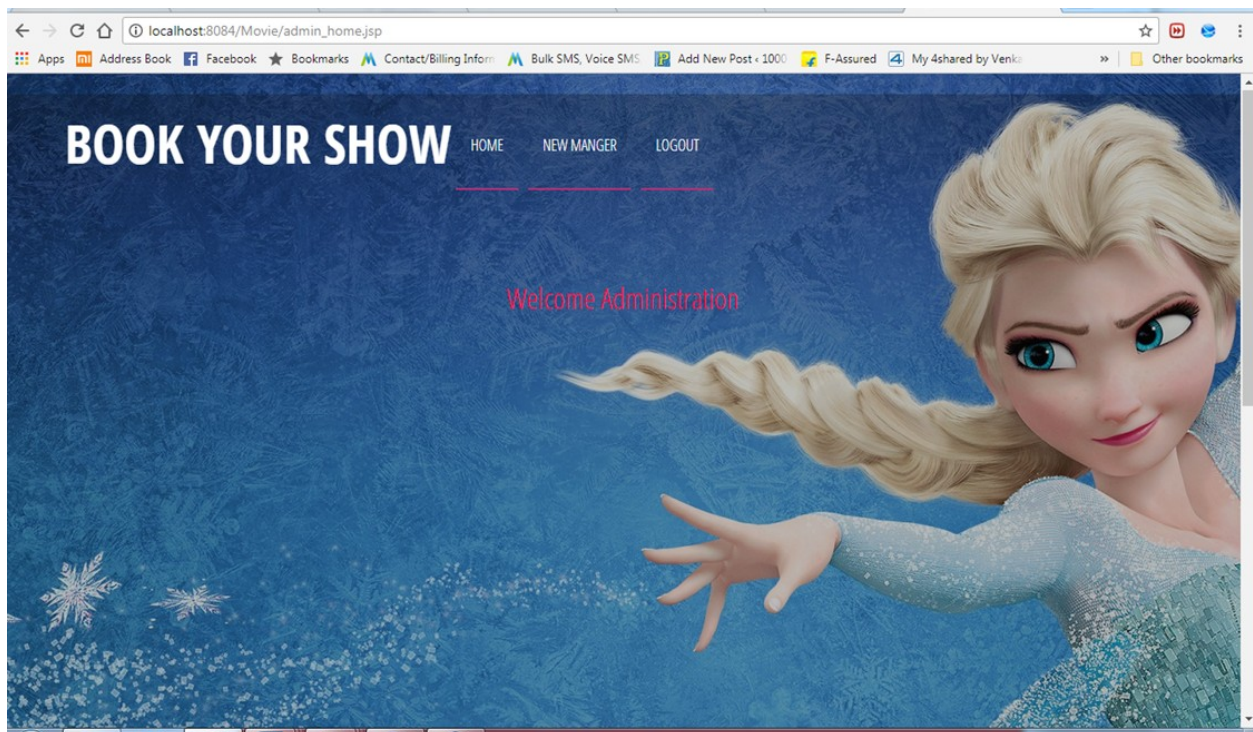 localhost:8084/Movie/admin_home.jsp
Apps Address Book Facebook Bookmarks Contact/Billing Inform Bulk SMS, Voice SMS, Add New Post ‹ 1000 F-Assured My 4shared by Venka » Other bookmarks
BOOK YOUR SHOW HOME NEW MANGER LOGOUT
Welcome Administration